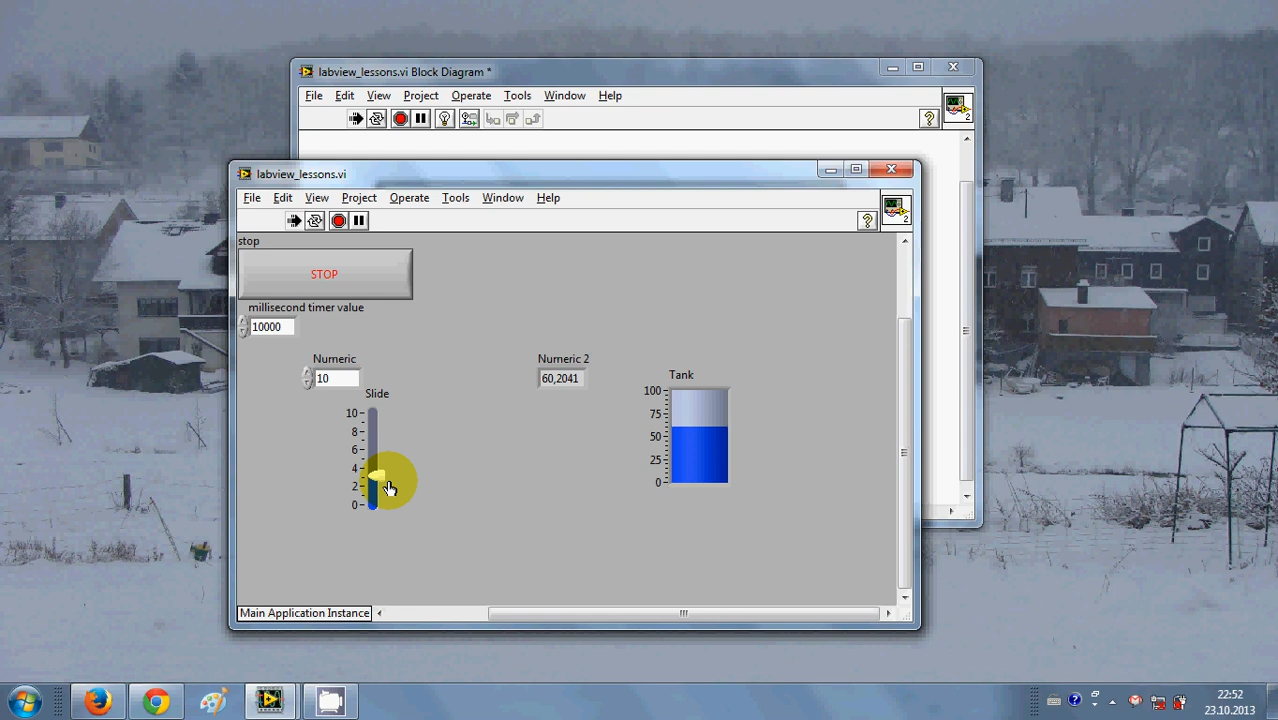 labview_lessons.vi Block Diagram *
File Edit View Project Operate Tools Window Help
2
labview_lessons.vi
File Edit View Project Operate Tools Window Help
2
stop
STOP
millisecond timer value
10000
Numeric
10
Numeric 2
60,2041
Slide
10
8
6
4
2
0
Tank
100
75
50
25
0
Main Application Instance
22:52
23.10.2013